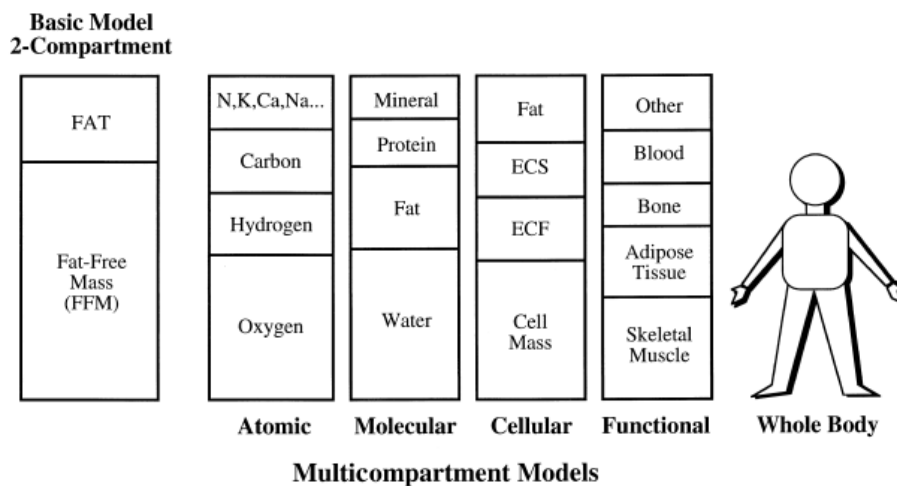 Basic Model
2-Compartment
FAT
Fat-Free
Mass
(FFM)
N,K,Ca,Na...
Carbon
Hydrogen
Oxygen
Atomic
Mineral
Protein
Fat
Water
Molecular
Fat
ECS
ECF
Cell
Mass
Cellular
Other
Blood
Bone
Adipose
Tissue
Skeletal
Muscle
Functional
Whole Body
Multicompartment Models